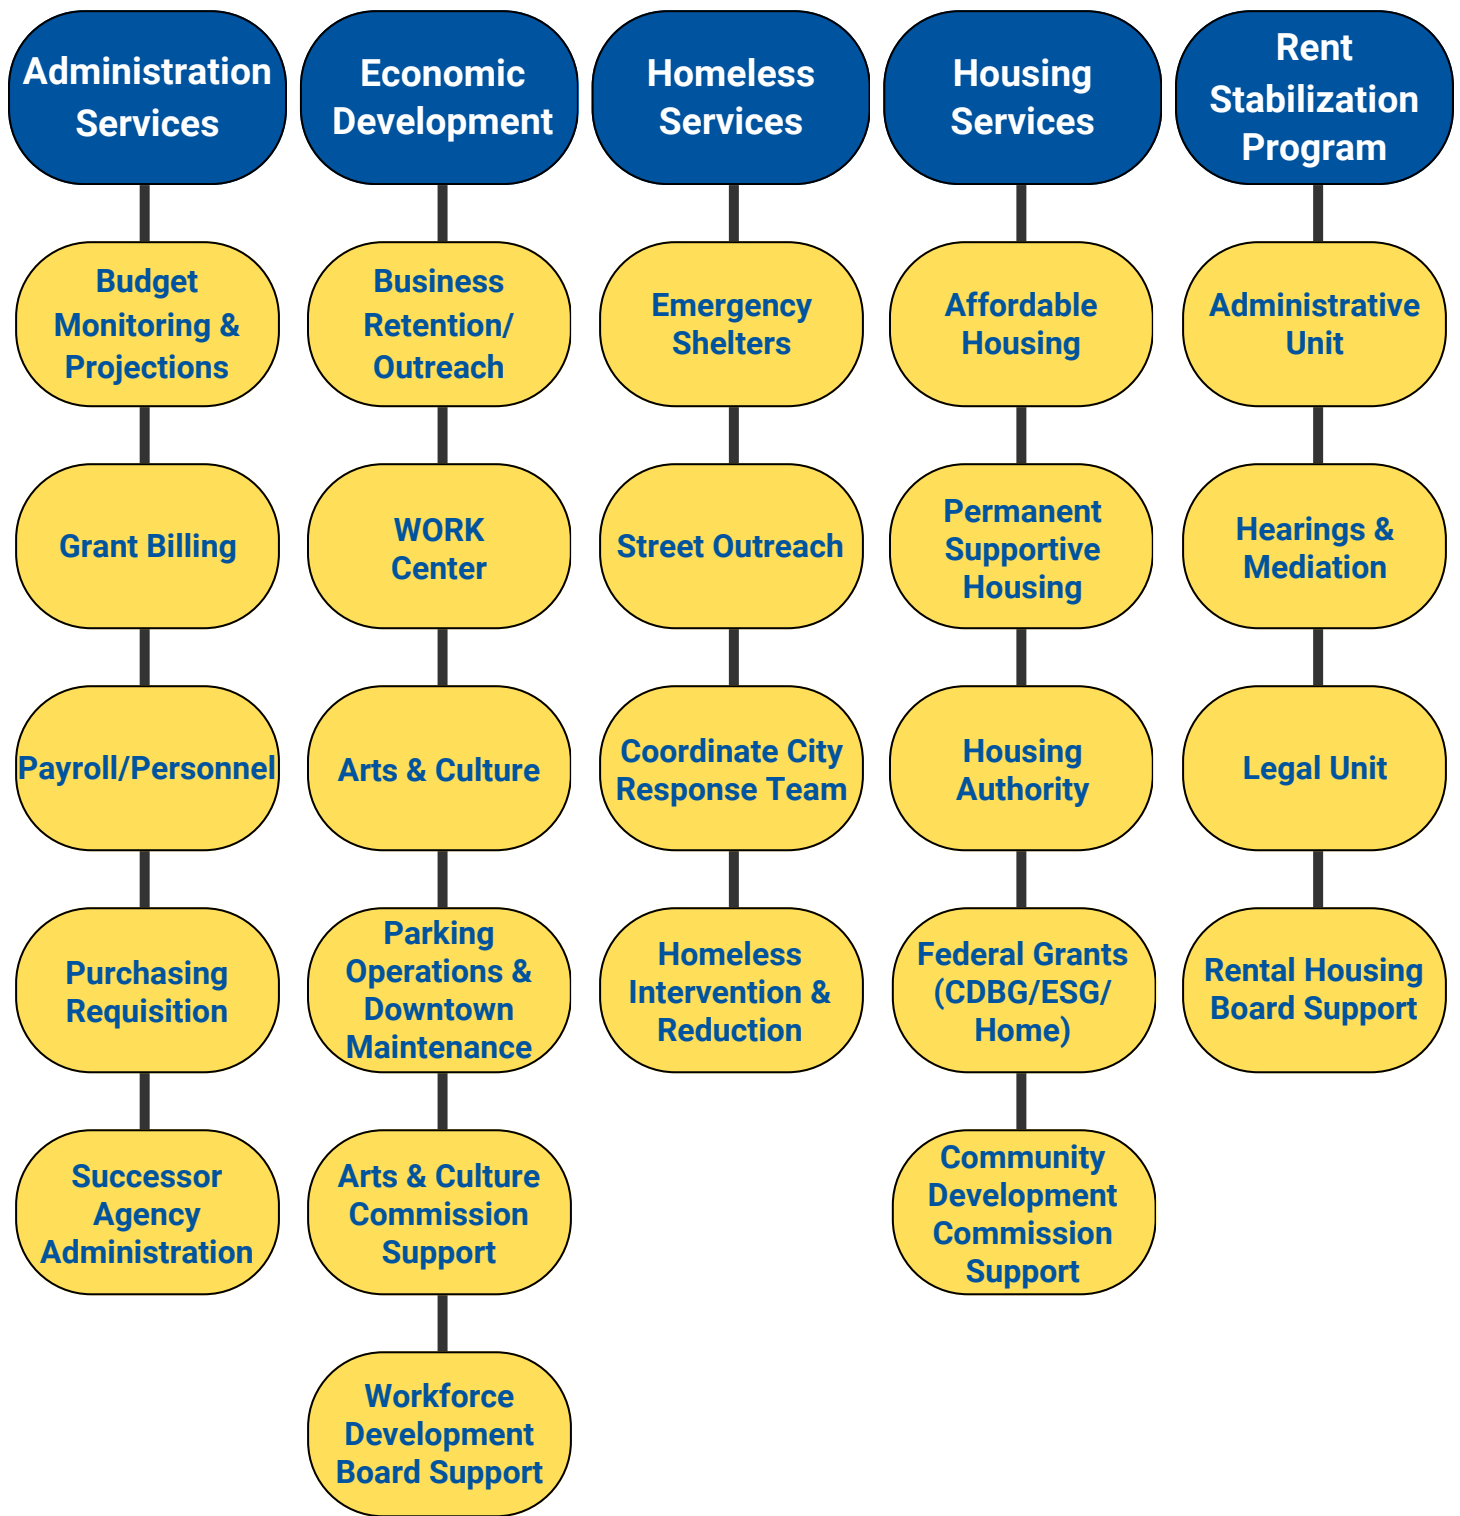 Administration
Services
Budget
Monitoring &
Projections
Grant Billing
Payroll/Personnel
Purchasing
Requisition
Successor
Agency
Administration
Economic
Development
Business
Retention/
Outreach
WORK
Center
Arts & Culture
Parking
Operations &
Downtown
Maintenance
Arts & Culture
Commission
Support
Workforce
Development
Board Support
Homeless
Services
Emergency
Shelters
Street Outreach
Coordinate City
Response Team
Homeless
Intervention &
Reduction
Housing
Services
Affordable
Housing
Permanent
Supportive
Housing
Housing
Authority
Federal Grants
(CDBG/ESG/
Home)
Community
Development
Commission
Support
Rent
Stabilization
Program
Administrative
Unit
Hearings &
Mediation
Legal Unit
Rental Housing
Board Support